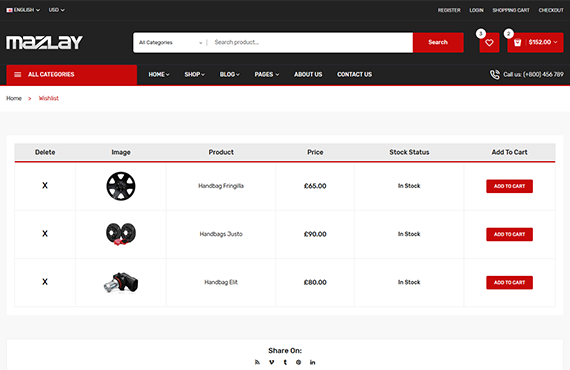 ENGLISH USD REGISTER LOGIN SHOPPING CART CHECKOUT
MAZLAY All Categories Search product... Search 3 2 $152.00
ALL CATEGORIES HOME SHOP BLOG PAGES ABOUT US CONTACT US Call us: (+800) 456 789
Home > Wishlist
Delete Image Product Price Stock Status Add To Cart
X Handbag Fringilla £65.00 In Stock ADD TO CART
X Handbags Justo £90.00 In Stock ADD TO CART
X Handbag Elit £80.00 In Stock ADD TO CART
Share On: